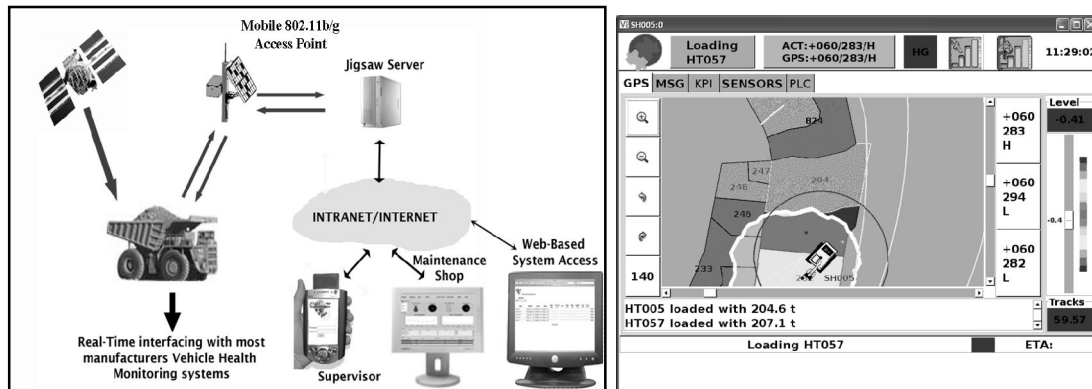 Mobile 802.11b/g
Access Point
Jigsaw Server
INTRANET/INTERNET
Web-Based
System Access
Maintenance
Shop
Supervisor
Real-Time interfacing with most
manufacturers Vehicle Health
Monitoring systems
SH005:0
Loading
HT057
ACT:+060/283/H
GPS:+060/283/H
HG
11:29:02
GPS MSG KPI SENSORS PLC
Level
-0.41
+060
283
H
+060
294
L
+060
282
L
824
247
246
294
246
233
SH005
140
-0.4
Tracks
59.57
HT005 loaded with 204.6 t
HT057 loaded with 207.1 t
Loading HT057
ETA: